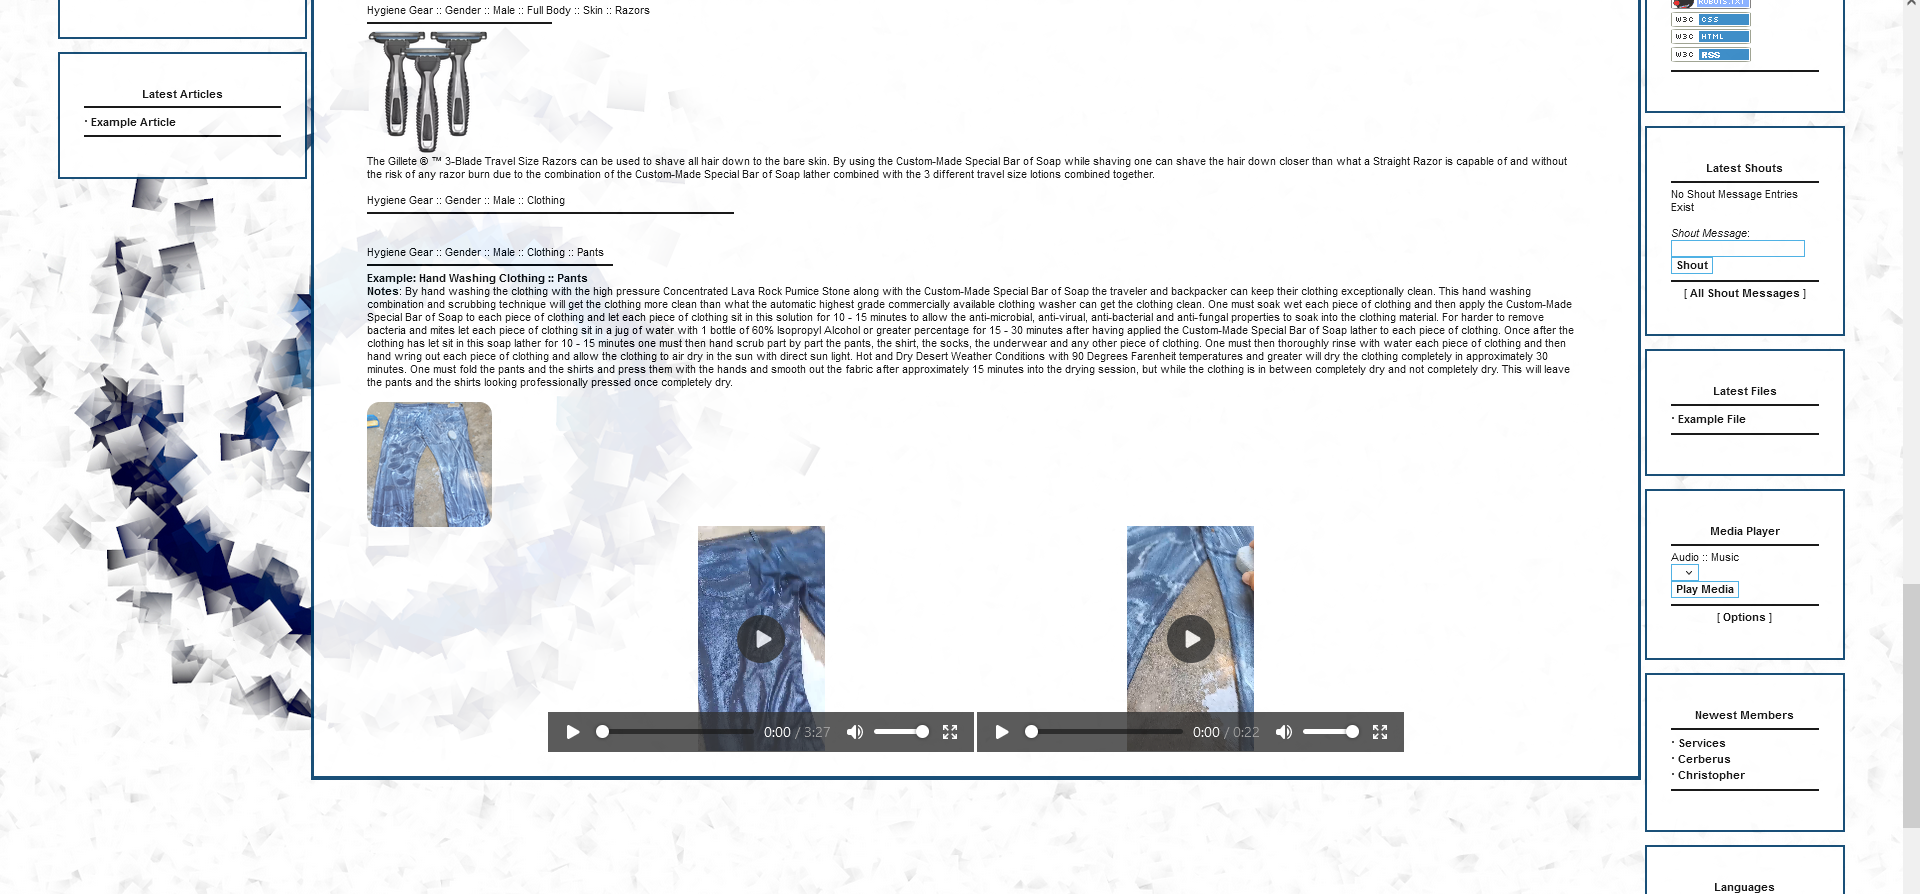 Hygiene Gear :: Gender :: Male :: Full Body :: Skin :: Razors
The Gillete ® ™ 3-Blade Travel Size Razors can be used to shave all hair down to the bare skin. By using the Custom-Made Special Bar of Soap while shaving one can shave the hair down closer than what a Straight Razor is capable of and without
the risk of any razor burn due to the combination of the Custom-Made Special Bar of Soap lather combined with the 3 different travel size lotions combined together.
Hygiene Gear :: Gender :: Male :: Clothing
Hygiene Gear :: Gender :: Male :: Clothing :: Pants
Example: Hand Washing Clothing :: Pants
Notes: By hand washing the clothing with the high pressure Concentrated Lava Rock Pumice Stone along with the Custom-Made Special Bar of Soap the traveler and backpacker can keep their clothing exceptionally clean. This hand washing
combination and scrubbing technique will get the clothing more clean than what the automatic highest grade commercially available clothing washer can get the clothing clean. One must soak wet each piece of clothing and then apply the Custom-Made
Special Bar of Soap to each piece of clothing and let each piece of clothing sit in this solution for 10 - 15 minutes to allow the anti-microbial, anti-virual, anti-bacterial and anti-fungal properties to soak into the clothing material. For harder to remove
bacteria and mites let each piece of clothing sit in a jug of water with 1 bottle of 60% Isopropyl Alcohol or greater percentage for 15 - 30 minutes after having applied the Custom-Made Special Bar of Soap lather to each piece of clothing. Once after the
clothing has let sit in this soap lather for 10 - 15 minutes one must then hand scrub part by part the pants, the shirt, the socks, the underwear and any other piece of clothing. One must then thoroughly rinse with water each piece of clothing and then
hand wring out each piece of clothing and allow the clothing to air dry in the sun with direct sun light. Hot and Dry Desert Weather Conditions with 90 Degrees Farenheit temperatures and greater will dry the clothing completely in approximately 30
minutes. One must fold the pants and the shirts and press them with the hands and smooth out the fabric after approximately 15 minutes into the drying session, but while the clothing is in between completely dry and not completely dry. This will leave
the pants and the shirts looking professionally pressed once completely dry.
0:00 / 3:27
0:00 / 0:22
Latest Articles
· Example Article
ROBOTS.TXT
W3C CSS
W3C HTML
W3C RSS
Latest Shouts
No Shout Message Entries
Exist
Shout Message:
Shout
[ All Shout Messages ]
Latest Files
· Example File
Media Player
Audio :: Music
Play Media
[ Options ]
Newest Members
· Services
· Cerberus
· Christopher
Languages